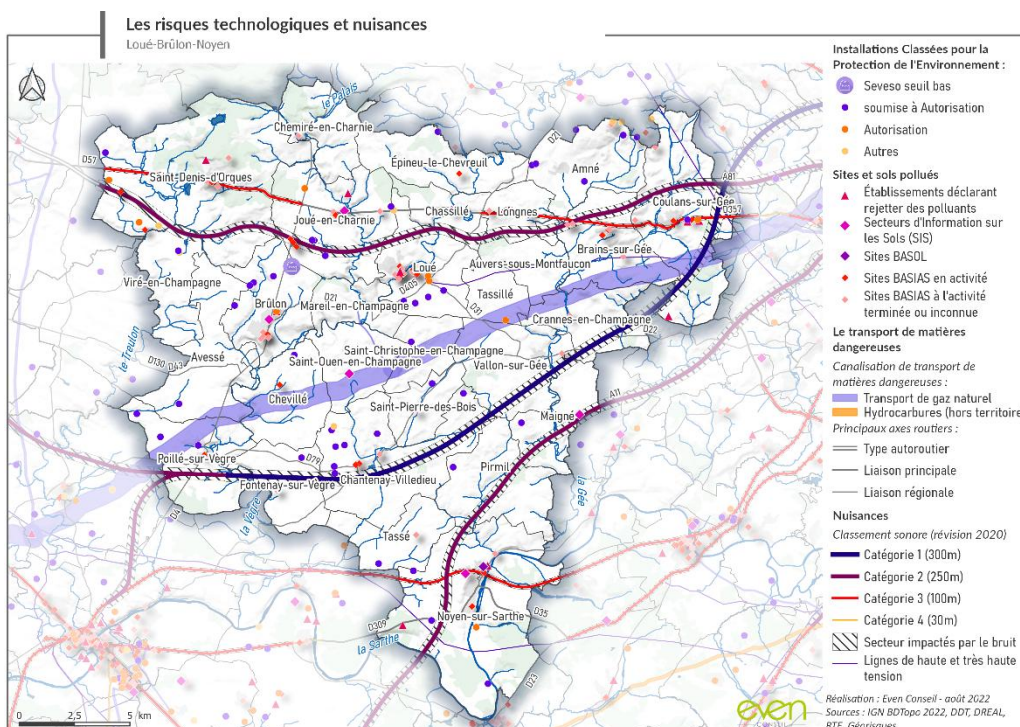 Les risques technologiques et nuisances
Loué-Brûlon-Noyen
le Palais
Chemiré-en-Charnie
D57
D21
Épineu-le-Chevreuil
Amné
Saint-Denis-d'Orques
A81
Coulans-sur-Gée
D357
Joué-en-Charnie
Chassillé
Longnes
Brains-sur-Gée
Loué
Auvers-sous-Montfaucon
Viré-en-Champagne
D405
D21
Mareil-en-Champagne
Tassillé
Brûlon
D31
Crannes-en-Champagne
D22
le Treulon
D130
D43
Avessé
Saint-Christophe-en-Champagne
Saint-Ouen-en-Champagne
Vallon-sur-Gée
Chevillé
Saint-Pierre-des-Bois
Maigné
A11
Poillé-sur-Vègre
D79
Pirmil
Fontenay-sur-Vègre
Chantenay-Villedieu
la Gée
D4
la Vègre
Tassé
D35
Noyen-sur-Sarthe
D309
la Sarthe
D23
0 2,5 5 km
even
CONSEIL
Installations Classées pour la
Protection de l'Environnement :
Seveso seuil bas
soumise à Autorisation
Autorisation
Autres
Sites et sols pollués
Établissements déclarant
rejetter des polluants
Secteurs d'Information sur
les Sols (SIS)
Sites BASOL
Sites BASIAS en activité
Sites BASIAS à l'activité
terminée ou inconnue
Le transport de matières
dangereuses
Canalisation de transport de
matières dangereuses :
Transport de gaz naturel
Hydrocarbures (hors territoire
Principaux axes routiers :
Type autoroutier
Liaison principale
Liaison régionale
Nuisances
Classement sonore (révision 2020)
Catégorie 1 (300m)
Catégorie 2 (250m)
Catégorie 3 (100m)
Catégorie 4 (30m)
Secteur impactés par le bruit
Lignes de haute et très haute
tension
Réalisation : Even Conseil - août 2022
Sources : IGN BDTopo 2022, DDT, DREAL,
RTE, Géorisques